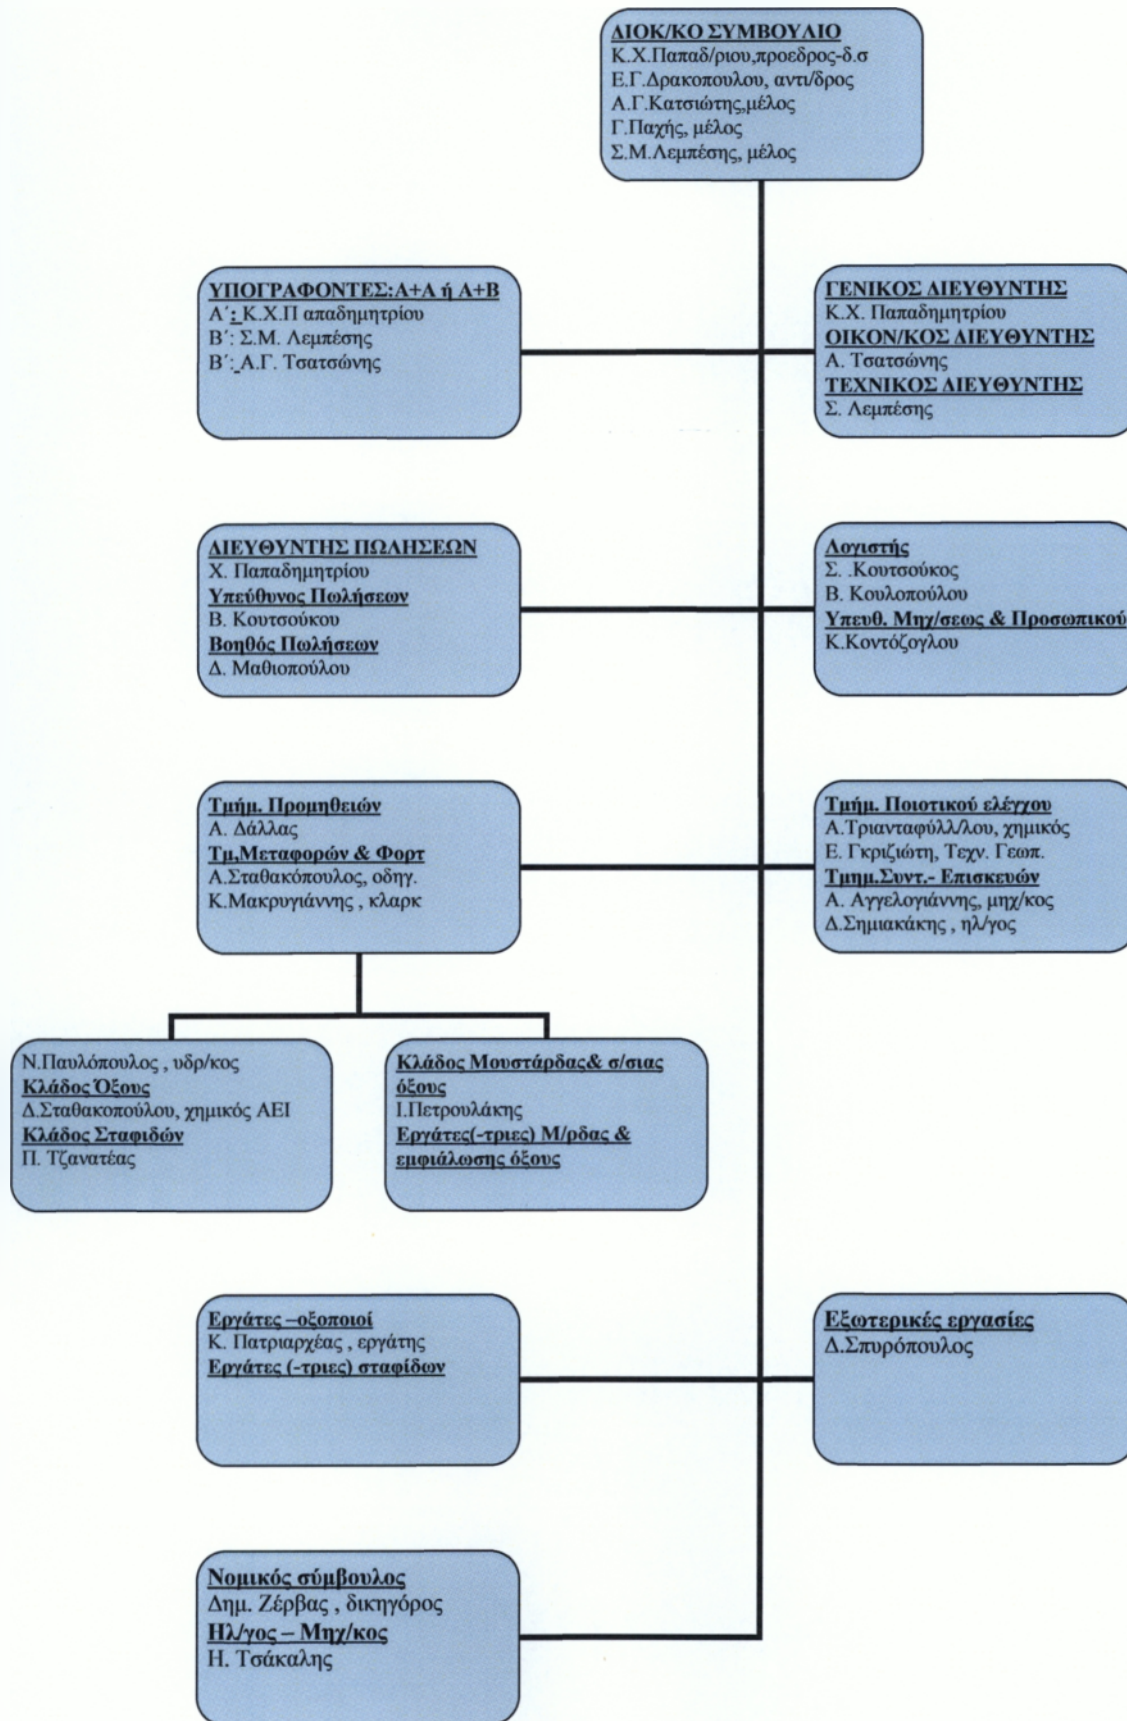 ΔΙΟΚ/ΚΟ ΣΥΜΒΟΥΛΙΟ
Κ.Χ.Παπαδ/ριου,προεδρος-δ.σ
Ε.Γ.Δρακοπουλου, αντι/δρος
Α.Γ.Κατσιώτης,μέλος
Γ.Παχής, μέλος
Σ.Μ.Λεμπέσης, μέλος
ΥΠΟΓΡΑΦΟΝΤΕΣ:Α+Α ή Α+Β
Α΄: Κ.Χ.Π απαδημητρίου
Β΄: Σ.Μ. Λεμπέσης
Β΄: Α.Γ. Τσατσώνης
ΓΕΝΙΚΟΣ ΔΙΕΥΘΥΝΤΗΣ
Κ.Χ. Παπαδημητρίου
ΟΙΚΟΝ/ΚΟΣ ΔΙΕΥΘΥΝΤΗΣ
Α. Τσατσώνης
ΤΕΧΝΙΚΟΣ ΔΙΕΥΘΥΝΤΗΣ
Σ. Λεμπέσης
ΔΙΕΥΘΥΝΤΗΣ ΠΩΛΗΣΕΩΝ
Χ. Παπαδημητρίου
Υπεύθυνος Πωλήσεων
Β. Κουτσούκου
Βοηθός Πωλήσεων
Δ. Μαθιοπούλου
Λογιστής
Σ. .Κουτσούκος
Β. Κουλοπούλου
Υπευθ. Μηχ/σεως & Προσωπικού
Κ.Κοντόζογλου
Τμήμ. Προμηθειών
Α. Δάλλας
Τμ,Μεταφορών & Φορτ
Α.Σταθακόπουλος, οδηγ.
Κ.Μακρυγιάννης , κλαρκ
Τμήμ. Ποιοτικού ελέγχου
Α.Τριανταφύλλ/λου, χημικός
Ε. Γκριζιώτη, Τεχν. Γεωπ.
Τμημ.Συντ.- Επισκευών
Α. Αγγελογιάννης, μηχ/κος
Δ.Σημιακάκης , ηλ/γος
Ν.Παυλόπουλος , υδρ/κος
Κλάδος Όξους
Δ.Σταθακοπούλου, χημικός ΑΕΙ
Κλάδος Σταφιδών
Π. Τζανατέας
Κλάδος Μουστάρδας& σ/σιας
όξους
Ι.Πετρουλάκης
Εργάτες(-τριες) Μ/ρδας &
εμφιάλωσης όξους
Εργάτες –οξοποιοί
Κ. Πατριαρχέας , εργάτης
Εργάτες (-τριες) σταφίδων
Εξωτερικές εργασίες
Δ.Σπυρόπουλος
Νομικός σύμβουλος
Δημ. Ζέρβας , δικηγόρος
Ηλ/γος – Μηχ/κος
Η. Τσάκαλης